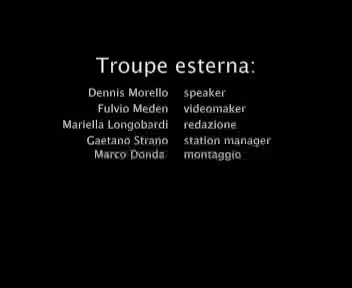 Troupe esterna:
Dennis Morello speaker
Fulvio Meden videomaker
Mariella Longobardi redazione
Gaetano Strano station manager
Marco Donda montaggio